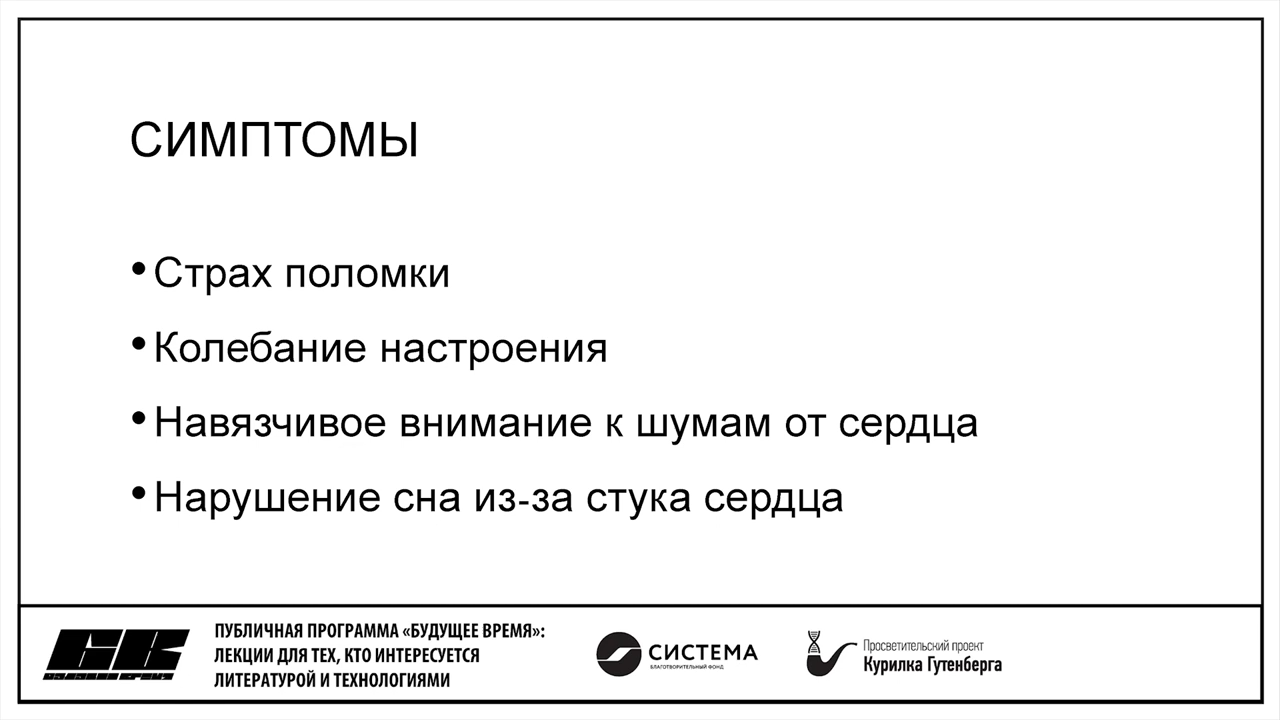 СИМПТОМЫ
• Страх поломки
• Колебание настроения
• Навязчивое внимание к шумам от сердца
• Нарушение сна из-за стука сердца
БВ
ПУБЛИЧНАЯ ПРОГРАММА «БУДУЩЕЕ ВРЕМЯ»:
ЛЕКЦИИ ДЛЯ ТЕХ, КТО ИНТЕРЕСУЕТСЯ
ЛИТЕРАТУРОЙ И ТЕХНОЛОГИЯМИ
СИСТЕМА
БЛАГОТВОРИТЕЛЬНЫЙ ФОНД
Просветительский проект
Курилка Гутенберга